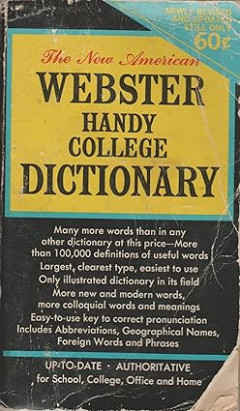 NEWLY REVISED
AND UPDATED
STILL ONLY
60¢
The New American
WEBSTER
HANDY
COLLEGE
DICTIONARY
Many more words than in any
other dictionary at this price—More
than 100,000 definitions of useful words
Largest, clearest type, easiest to use
Only illustrated dictionary in its field
More new and modern words,
more colloquial words and meanings
Easy-to-use key to correct pronunciation
Includes Abbreviations, Geographical Names,
Foreign Words and Phrases
UP-TO-DATE • AUTHORITATIVE
for School, College, Office and Home